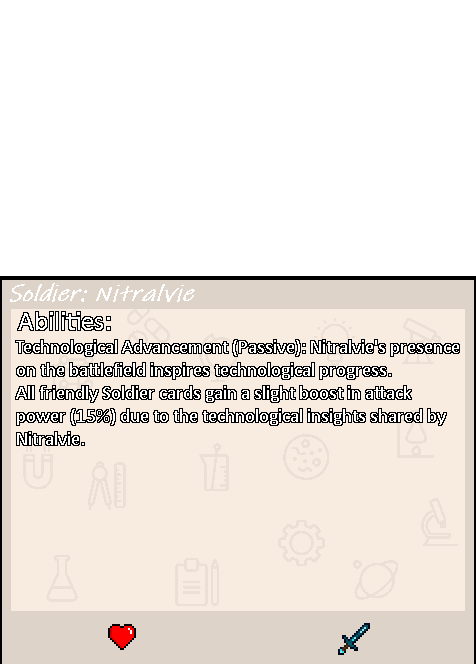 Soldier: Nitralvie
Abilities:
Technological Advancement (Passive): Nitralvie's presence
on the battlefield inspires technological progress.
All friendly Soldier cards gain a slight boost in attack
power (15%) due to the technological insights shared by
Nitralvie.